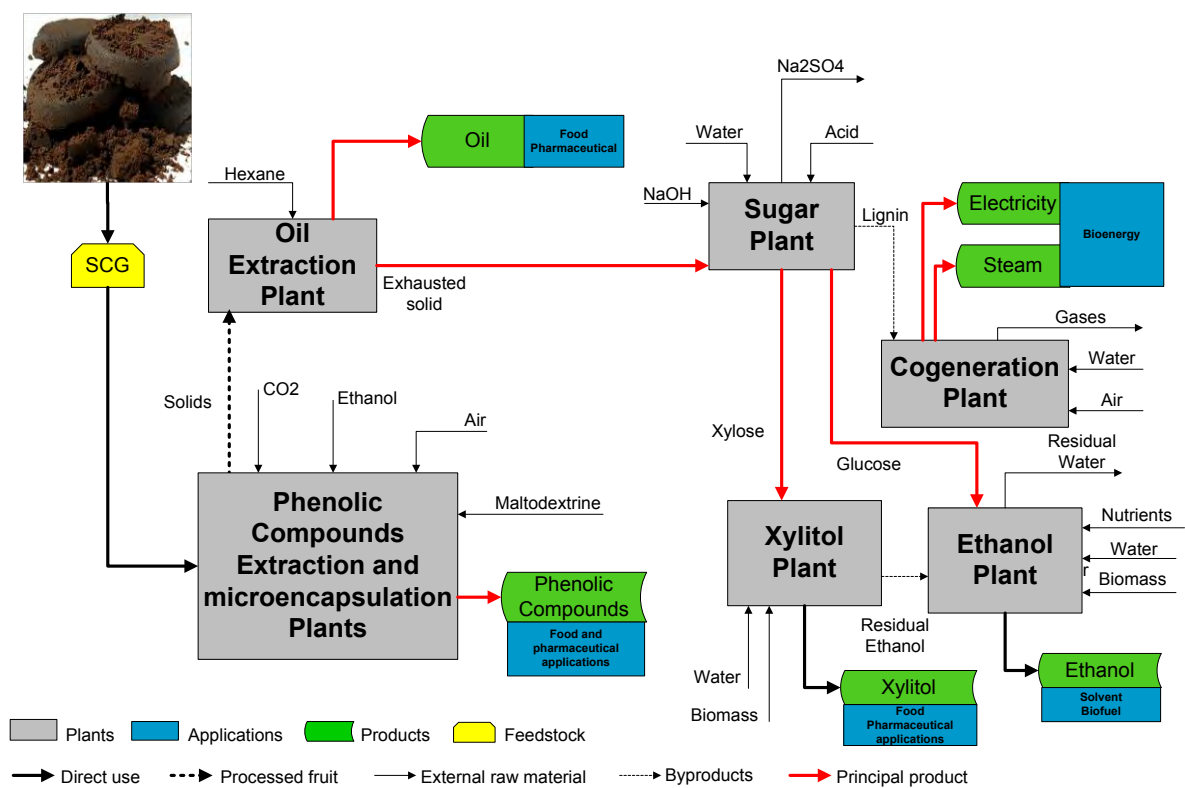 Na2SO4
Water
Acid
Oil
Food
Pharmaceutical
Hexane
NaOH
Sugar
Plant
Lignin
Electricity
Bioenergy
Steam
SCG
Oil
Extraction
Plant
Exhausted
solid
Gases
Cogeneration
Plant
Water
Air
Solids
CO2
Ethanol
Air
Xylose
Glucose
Residual
Water
Phenolic
Compounds
Extraction and
microencapsulation
Plants
Maltodextrine
Xylitol
Plant
Ethanol
Plant
Nutrients
Water
r
Biomass
Phenolic
Compounds
Food and
pharmaceutical
applications
Residual
Ethanol
Water
Biomass
Xylitol
Food
Pharmaceutical
applications
Ethanol
Solvent
Biofuel
Plants
Applications
Products
Feedstock
Direct use
Processed fruit
External raw material
Byproducts
Principal product